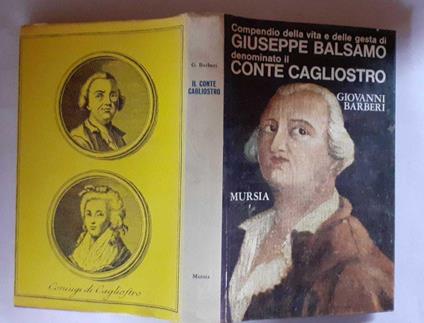 Compendio della vita e delle gesta di
GIUSEPPE BALSAMO
denominato il
CONTE CAGLIOSTRO
GIOVANNI
BARBERI
MURSIA
G. Barberi
IL CONTE
CAGLIOSTRO
Mursia
Coniugi di Cagliostro